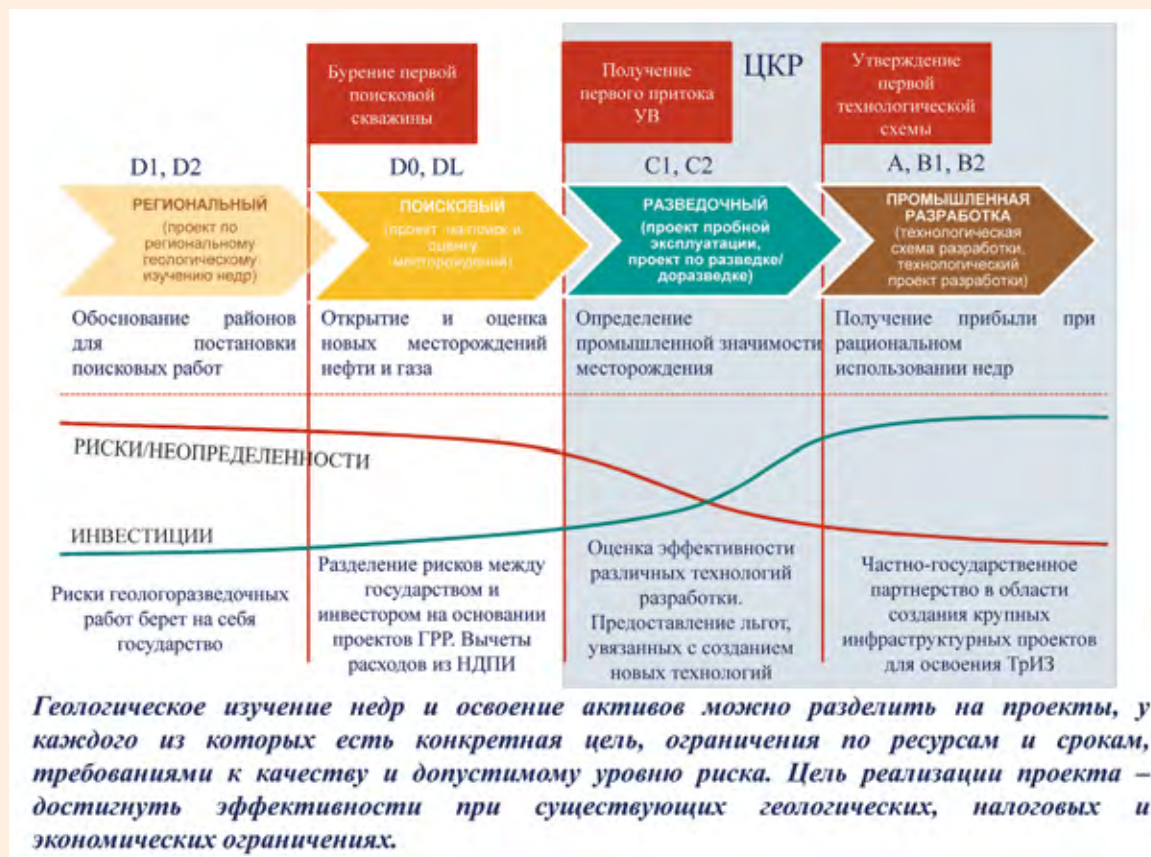 Бурение первой
поисковой
скважины
Получение
первого притока
УВ
ЦКР
Утверждение
первой
технологической
схемы
D1, D2
D0, DL
C1, C2
A, B1, B2
РЕГИОНАЛЬНЫЙ
(проект по
региональному
геологическому
изучению недр)
ПОИСКОВЫЙ
(проект на поиск и
оценку
месторождений)
РАЗВЕДОЧНЫЙ
(проект пробной
эксплуатации,
проект по разведке/
доразведке)
ПРОМЫШЛЕННАЯ
РАЗРАБОТКА
(технологическая
схема разработки,
технологический
проект разработки)
Обоснование районов
для постановки
поисковых работ
Открытие и оценка
новых месторождений
нефти и газа
Определение
промышленной значимости
месторождения
Получение прибыли при
рациональном
использовании недр
РИСКИ/НЕОПРЕДЕЛЕННОСТИ
ИНВЕСТИЦИИ
Риски геологоразведочных
работ берет на себя
государство
Разделение рисков между
государством и
инвестором на основании
проектов ГРР. Вычеты
расходов из НДПИ
Оценка эффективности
различных технологий
разработки.
Предоставление льгот,
увязанных с созданием
новых технологий
Частно-государственное
партнерство в области
создания крупных
инфраструктурных проектов
для освоения ТрИЗ
Геологическое изучение недр и освоение активов можно разделить на проекты, у
каждого из которых есть конкретная цель, ограничения по ресурсам и срокам,
требованиями к качеству и допустимому уровню риска. Цель реализации проекта –
достигнуть эффективности при существующих геологических, налоговых и
экономических ограничениях.